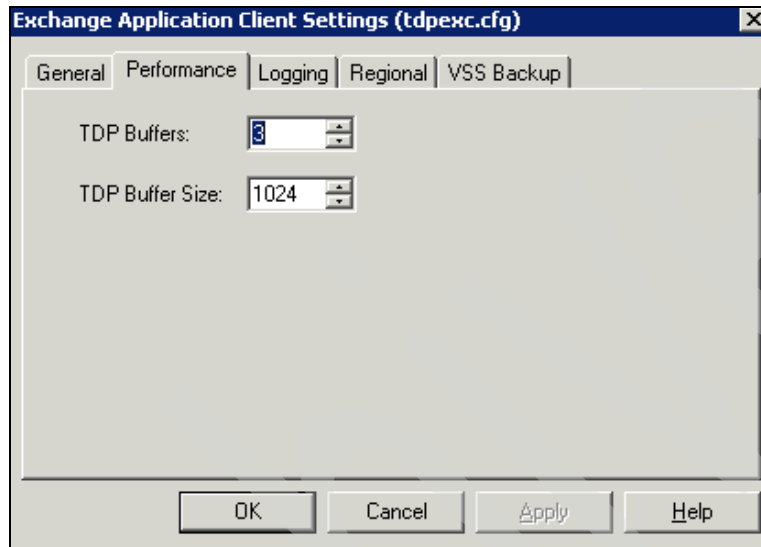 Exchange Application Client Settings (tdpexc.cfg)
General Performance Logging Regional VSS Backup
TDP Buffers: 3
TDP Buffer Size: 1024
OK Cancel Apply Help